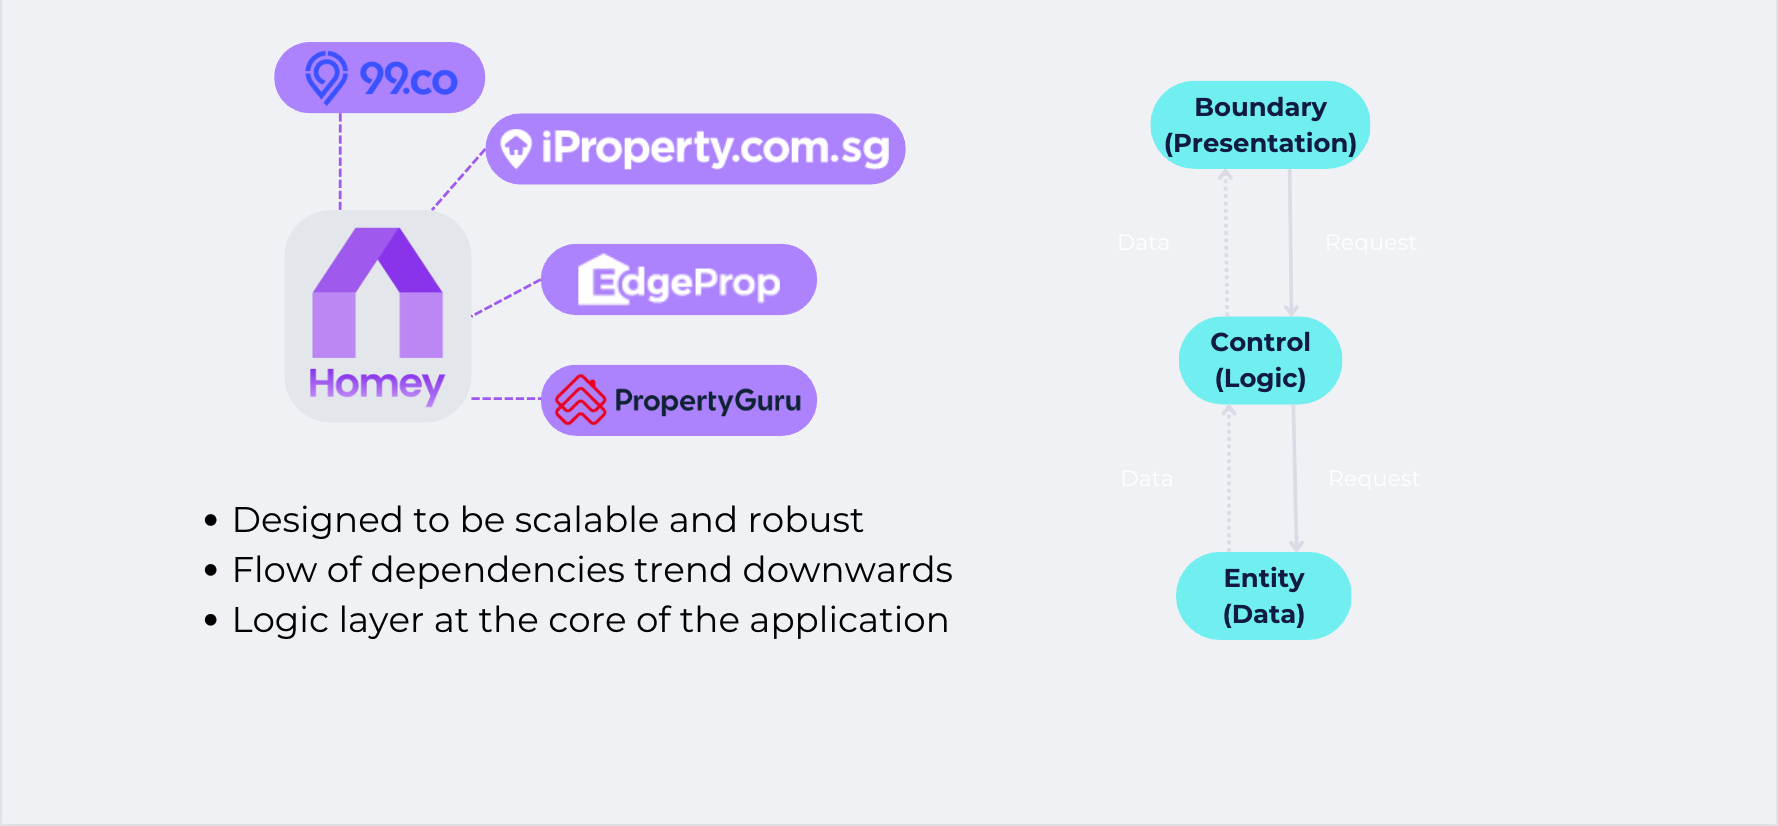 99.co
iProperty.com.sg
EdgeProp
PropertyGuru
Homey
• Designed to be scalable and robust
• Flow of dependencies trend downwards
• Logic layer at the core of the application
Boundary
(Presentation)
Data
Request
Control
(Logic)
Data
Request
Entity
(Data)